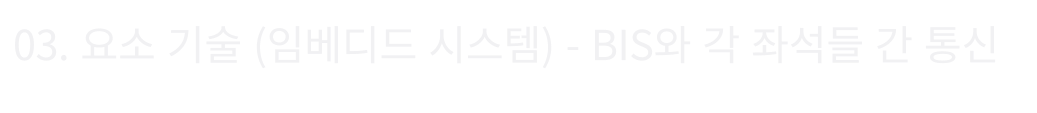 03. 요소 기술 (임베디드 시스템) - BIS와 각 좌석들 간 통신